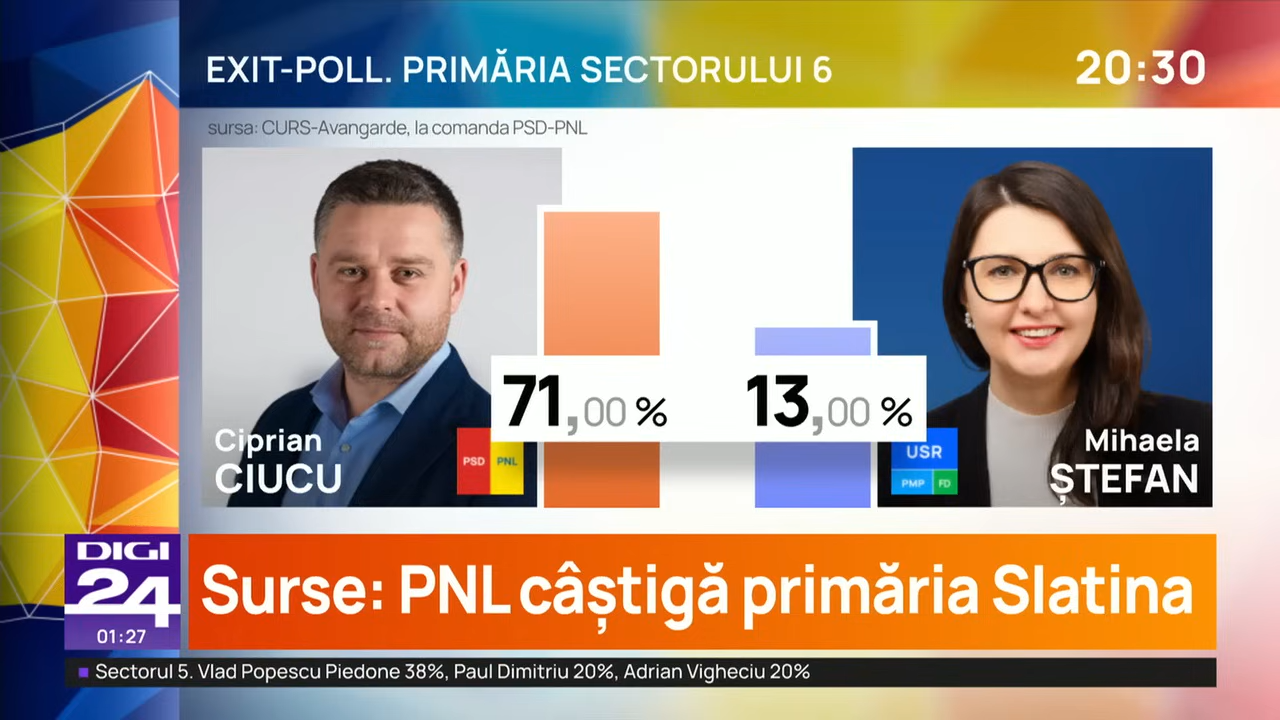 EXIT-POLL. PRIMĂRIA SECTORULUI 6
20:30
sursa: CURS-Avangarde, la comanda PSD-PNL
71,00 %
13,00 %
Ciprian
CIUCU
PSD
PNL
USR
PMP
FD
Mihaela
ȘTEFAN
DIGI
24
01:27
Surse: PNL câștigă primăria Slatina
Sectorul 5. Vlad Popescu Piedone 38%, Paul Dimitriu 20%, Adrian Vigheciu 20%